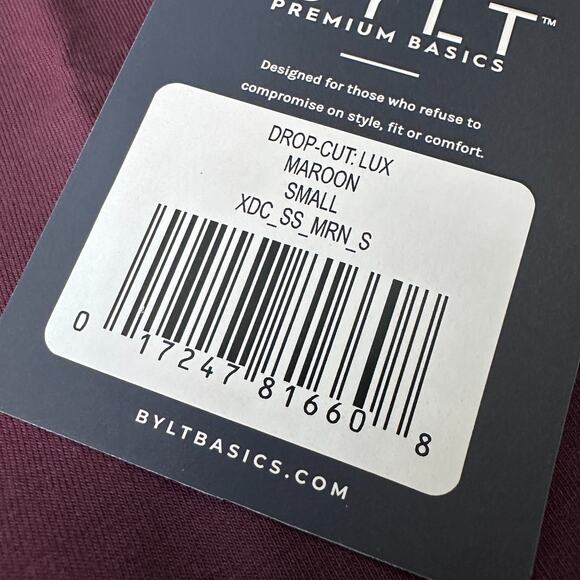 BYLT™
PREMIUM BASICS
Designed for those who refuse to
compromise on style, fit or comfort.
DROP-CUT: LUX
MAROON
SMALL
XDC_SS_MRN_S
0 17247 81660 8
BYLTBASICS.COM